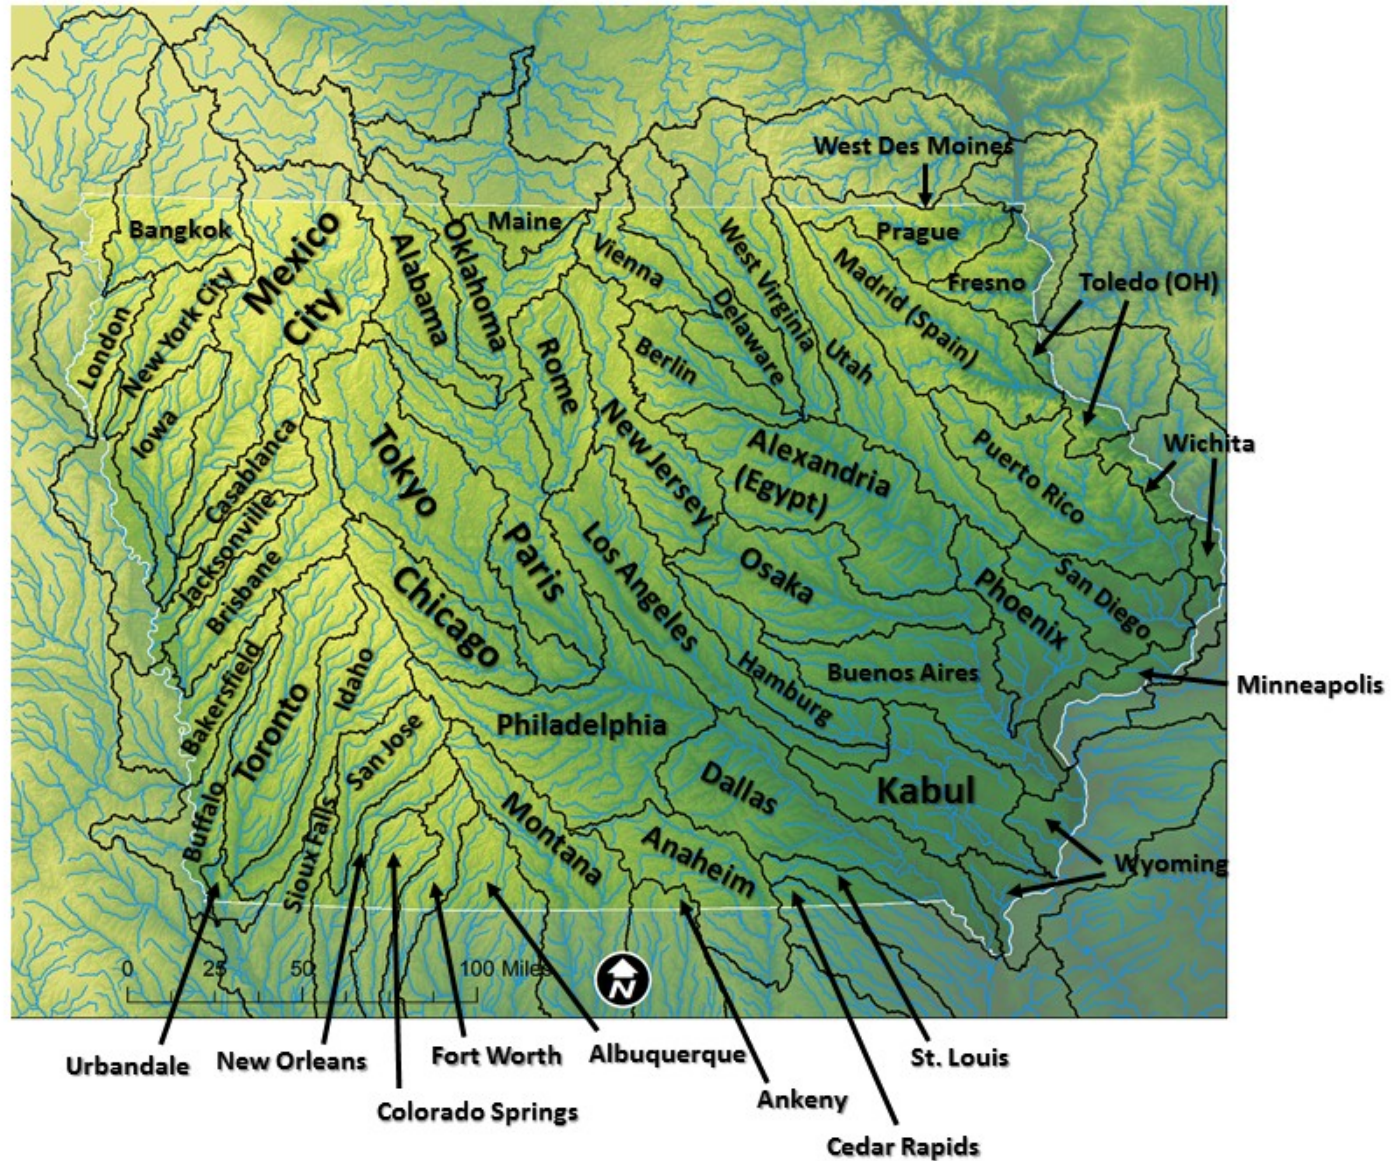 West Des Moines
Bangkok
Mexico
City
Alabama
Oklahoma
Maine
Vienna
West Virginia
Delaware
Prague
Madrid (Spain)
Fresno
Toledo (OH)
London
New York City
Iowa
Casablanca
Jacksonville
Brisbane
Tokyo
Rome
Berlin
Utah
New Jersey
Alexandria
(Egypt)
Puerto Rico
Wichita
Paris
Los Angeles
Osaka
Phoenix
San Diego
Chicago
Hamburg
Buenos Aires
Minneapolis
Bakersfield
Toronto
Idaho
San Jose
Philadelphia
Dallas
Kabul
Buffalo
Sioux Falls
Montana
Anaheim
Wyoming
0 25 50 100 Miles
N
Urbandale
New Orleans
Fort Worth
Albuquerque
St. Louis
Colorado Springs
Ankeny
Cedar Rapids